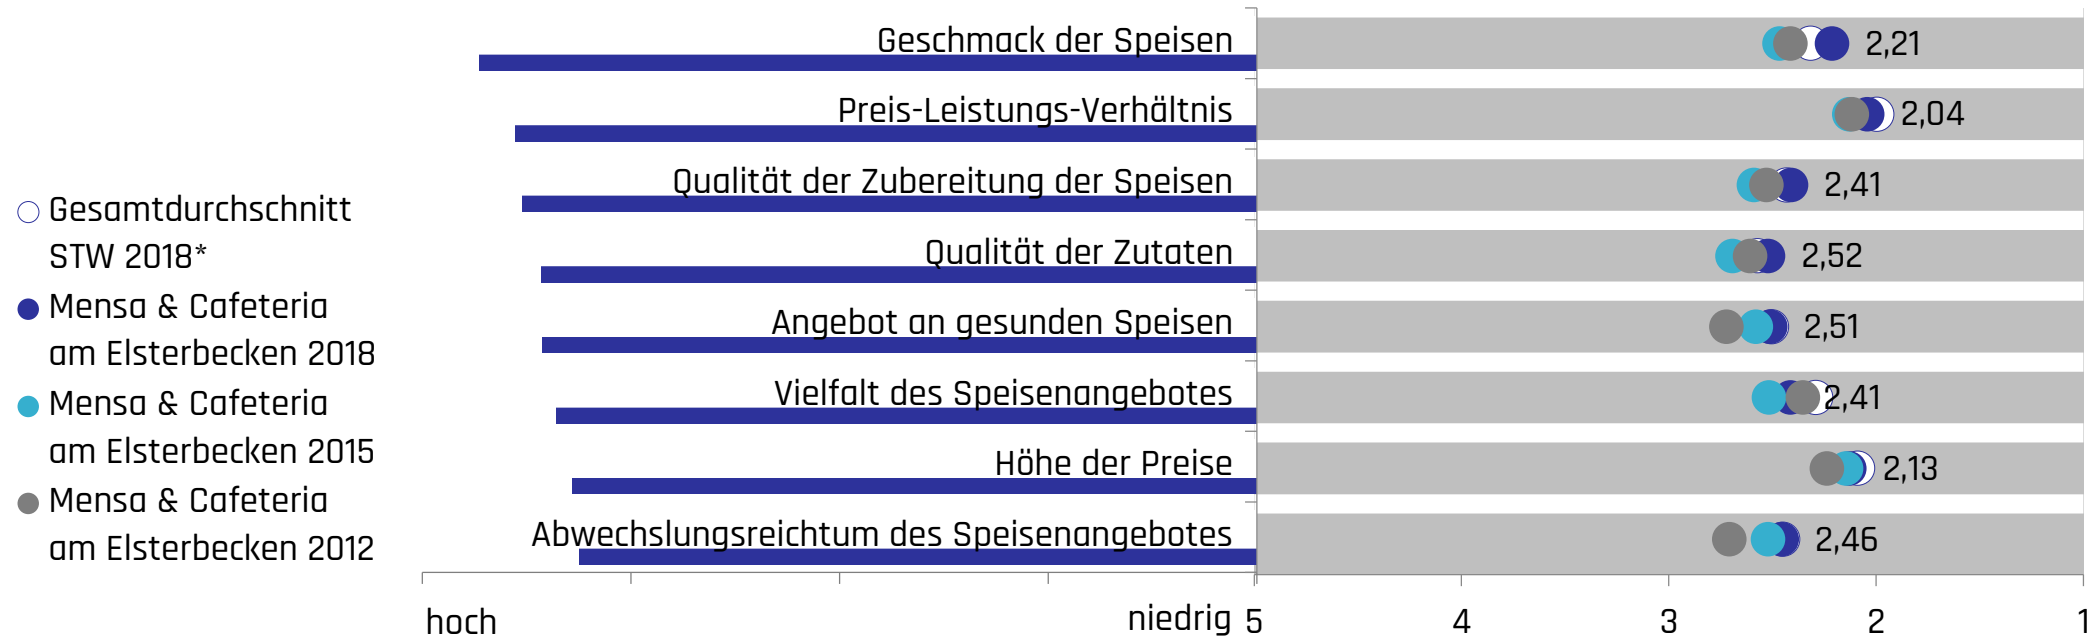 Gesamtdurchschnitt
STW 2018*
Mensa & Cafeteria
am Elsterbecken 2018
Mensa & Cafeteria
am Elsterbecken 2015
Mensa & Cafeteria
am Elsterbecken 2012
Geschmack der Speisen 2,21
Preis-Leistungs-Verhältnis 2,04
Qualität der Zubereitung der Speisen 2,41
Qualität der Zutaten 2,52
Angebot an gesunden Speisen 2,51
Vielfalt des Speisenangebotes 2,41
Höhe der Preise 2,13
Abwechslungsreichtum des Speisenangebotes 2,46
hoch niedrig 5 4 3 2 1